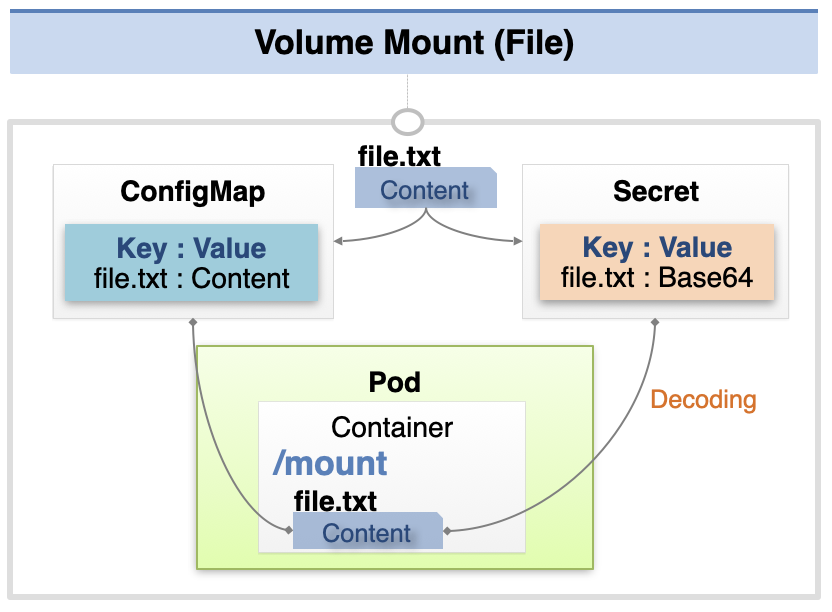 Volume Mount (File)
file.txt
Content
ConfigMap
Key : Value
file.txt : Content
Secret
Key : Value
file.txt : Base64
Pod
Container
/mount
file.txt
Content
Decoding